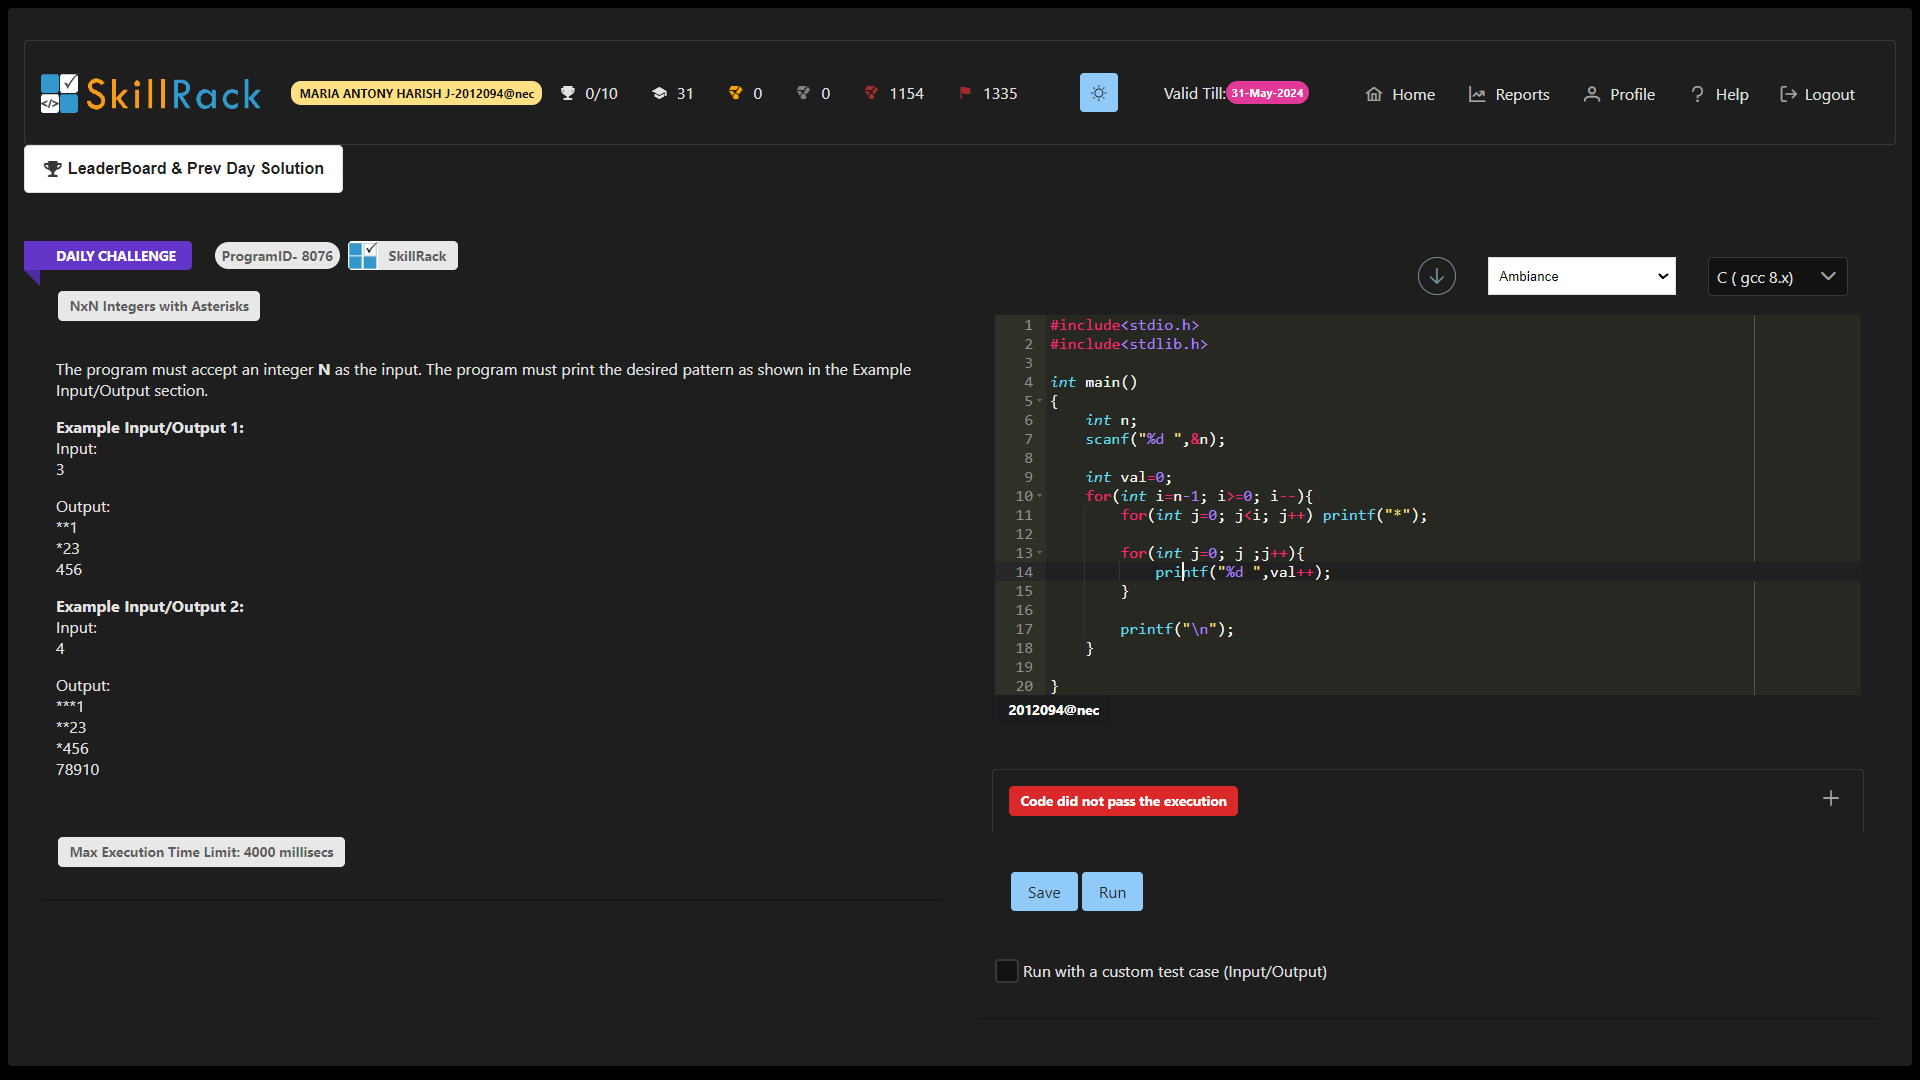 SkillRack
MARIA ANTONY HARISH J-2012094@nec
0/10
31
0
0
1154
1335
Valid Till:31-May-2024
Home
Reports
Profile
? Help
Logout
LeaderBoard & Prev Day Solution
DAILY CHALLENGE
ProgramID- 8076
SkillRack
NxN Integers with Asterisks
The program must accept an integer N as the input. The program must print the desired pattern as shown in the Example
Input/Output section.
Example Input/Output 1:
Input:
3
Output:
**1
*23
456
Example Input/Output 2:
Input:
4
Output:
***1
**23
*456
78910
Max Execution Time Limit: 4000 millisecs
Ambiance
C ( gcc 8.x)
1 #include<stdio.h>
2 #include<stdlib.h>
3
4 int main()
5 {
6 int n;
7 scanf("%d ",&n);
8
9 int val=0;
10 for(int i=n-1; i>=0; i--){
11 for(int j=0; j<i; j++) printf("*");
12
13 for(int j=0; j ;j++){
14 printf("%d ",val++);
15 }
16
17 printf("\n");
18 }
19
20 }
2012094@nec
Code did not pass the execution
Save
Run
Run with a custom test case (Input/Output)